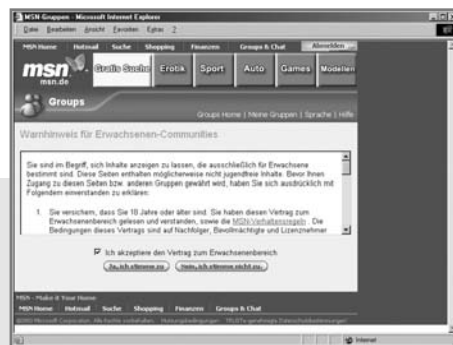 MSN Gruppen - Microsoft Internet Explorer
Datei Bearbeiten Ansicht Favoriten Extras ?
MSN Home Hotmail Suche Shopping Finanzen Groups & Chat Abmelden
msn
msn.de
Gratis Suche Erotik Sport Auto Games Modellen
Groups
Groups Home | Meine Gruppen | Sprache | Hilfe
Warnhinweis für Erwachsenen-Communities
Sie sind im Begriff, sich Inhalte anzeigen zu lassen, die ausschließlich für Erwachsene
bestimmt sind. Diese Seiten enthalten möglicherweise nicht jugendfreie Inhalte. Bevor Ihnen
Zugang zu diesen Seiten bzw. anderen Gruppen gewährt wird, haben Sie sich ausdrücklich mit
Folgendem einverstanden zu erklären:
1. Sie versichern, dass Sie 18 Jahre oder älter sind. Sie haben diesen Vertrag zum
Erwachsenenbereich gelesen und verstanden, sowie die MSN-Verhaltensregeln. Die
Bedingungen dieses Vertrags sind auf Nachfolger, Bevollmächtigte und Lizenznehmer
Ich akzeptiere den Vertrag zum Erwachsenenbereich
Ja, ich stimme zu Nein, ich stimme nicht zu.
MSN - Make it Your Home
MSN Home Hotmail Suche Shopping Finanzen Groups & Chat
Microsoft Corporation. Alle Rechte vorbehalten. Nutzungsbedingungen
Internet